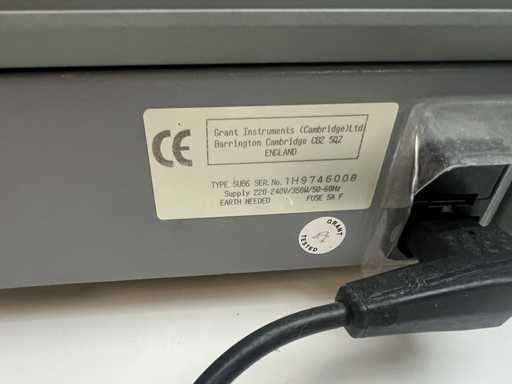 CE
Grant Instruments (Cambridge)Ltd
Barrington Cambridge CB2 5QZ
ENGLAND
TYPE SUB6 SER.No. 1H9746008
Supply 220-240V/350W/50-60Hz
EARTH NEEDED FUSE 5A F
GRANT
TESTED